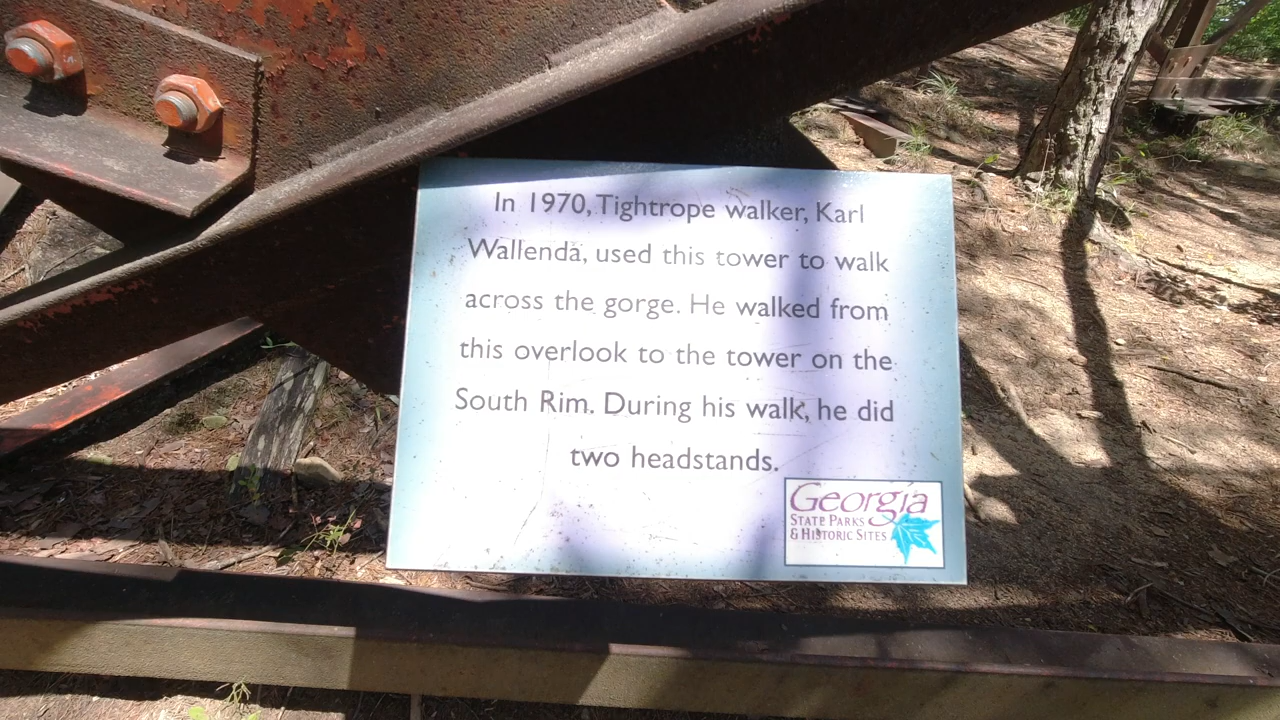 In 1970, Tightrope walker, Karl
Wallenda, used this tower to walk
across the gorge. He walked from
this overlook to the tower on the
South Rim. During his walk, he did
two headstands.
Georgia
STATE PARKS
& HISTORIC SITES